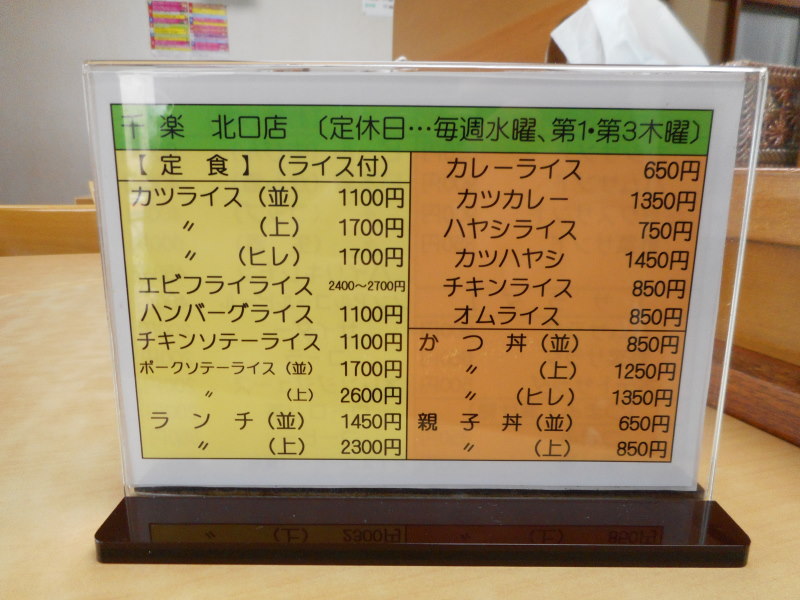 千楽 北口店 〔定休日…毎週水曜、第1・第3木曜〕
【定食】(ライス付)
カツライス(並) 1100円
〃 (上) 1700円
〃 (ヒレ) 1700円
エビフライライス 2400～2700円
ハンバーグライス 1100円
チキンソテーライス 1100円
ポークソテーライス(並) 1700円
〃 (上) 2600円
ランチ(並) 1450円
〃 (上) 2300円
カレーライス 650円
カツカレー 1350円
ハヤシライス 750円
カツハヤシ 1450円
チキンライス 850円
オムライス 850円
かつ丼(並) 850円
〃 (上) 1250円
〃 (ヒレ) 1350円
親子丼(並) 650円
〃 (上) 850円